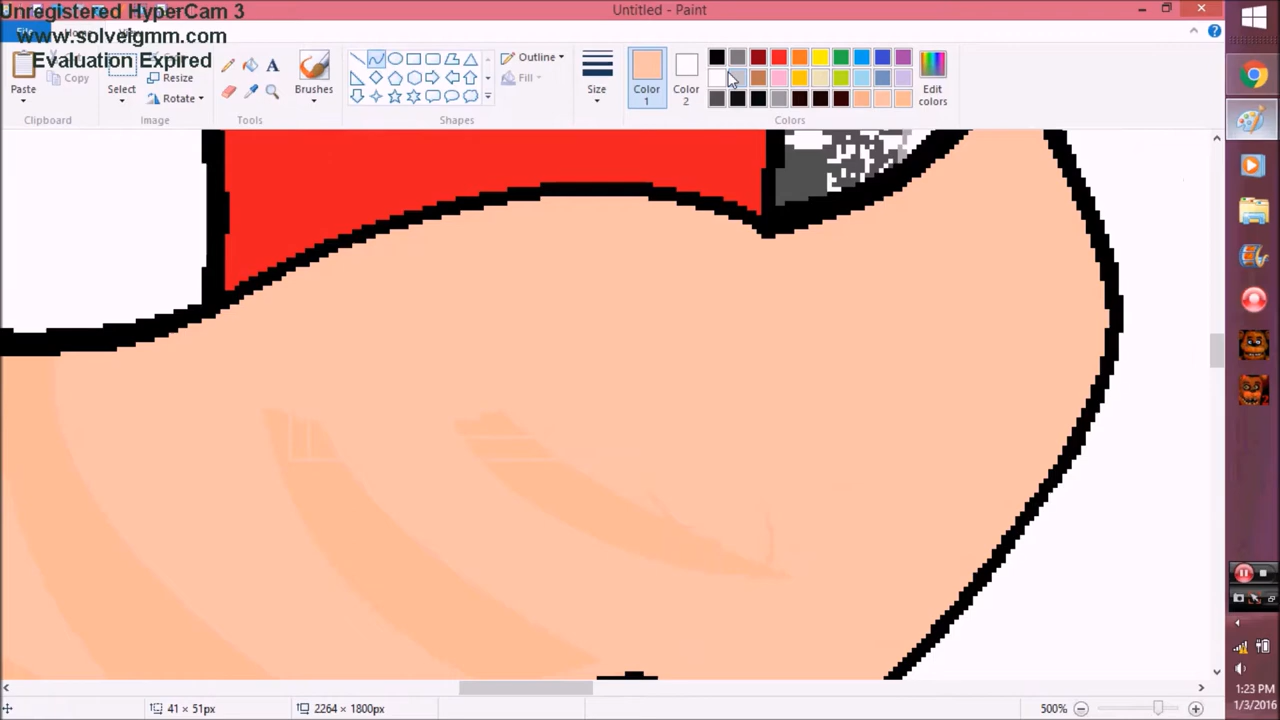 Unregistered HyperCam 3
www.solveigmm.com
Evaluation Expired
Untitled - Paint
Paste
Copy
Clipboard
Select
Resize
Rotate
Image
Tools
Brushes
Shapes
Outline
Fill
Size
Color 1
Color 2
Colors
Edit colors
41 × 51px
2264 × 1800px
500%
1:23 PM
1/3/2016